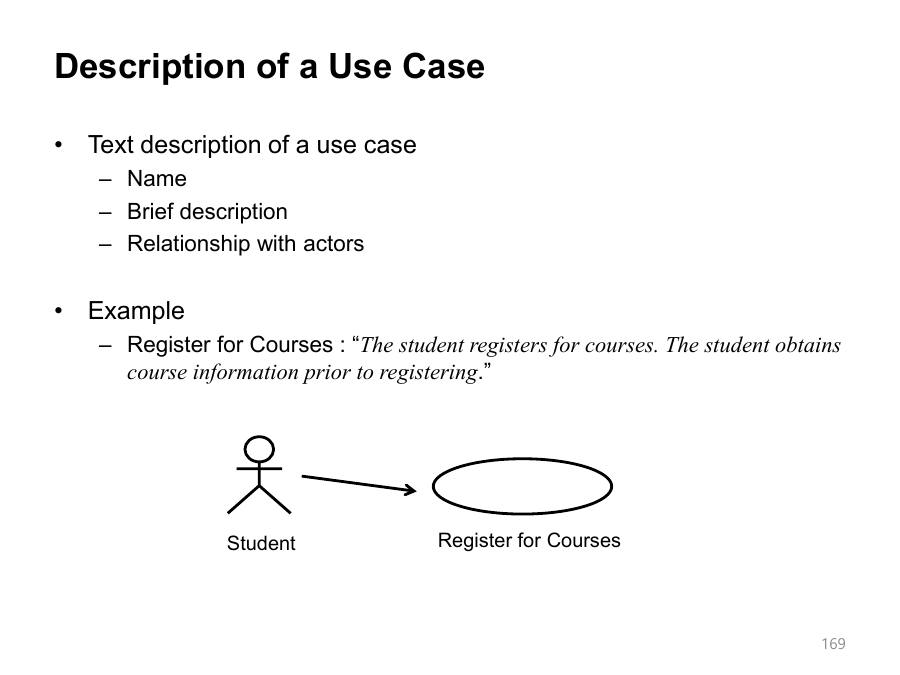 Description of a Use Case
• Text description of a use case
– Name
– Brief description
– Relationship with actors
• Example
– Register for Courses : “The student registers for courses. The student obtains
course information prior to registering.”
Student
Register for Courses
169